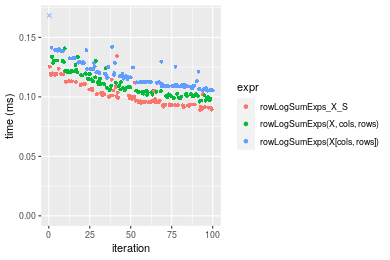 0.15
0.10
0.05
0.00
time (ms)
0
25
50
75
100
iteration
expr
rowLogSumExps_X_S
rowLogSumExps(X, cols, rows)
rowLogSumExps(X[cols, rows])